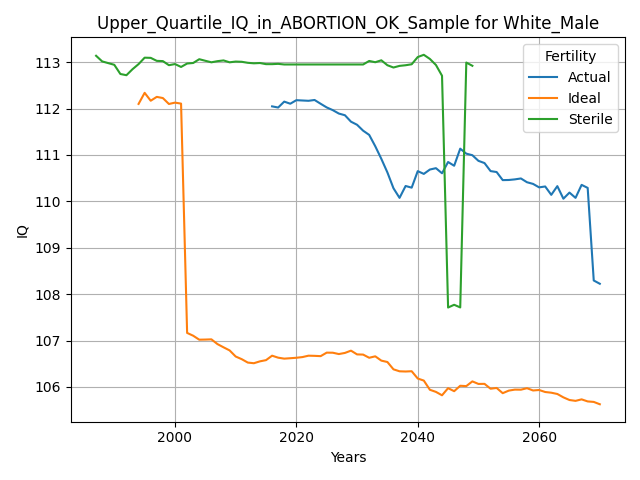 Upper_Quartile_IQ_in_ABORTION_OK_Sample for White_Male
Fertility
Actual
Ideal
Sterile
113
112
111
110
109
108
107
106
IQ
2000
2020
2040
2060
Years